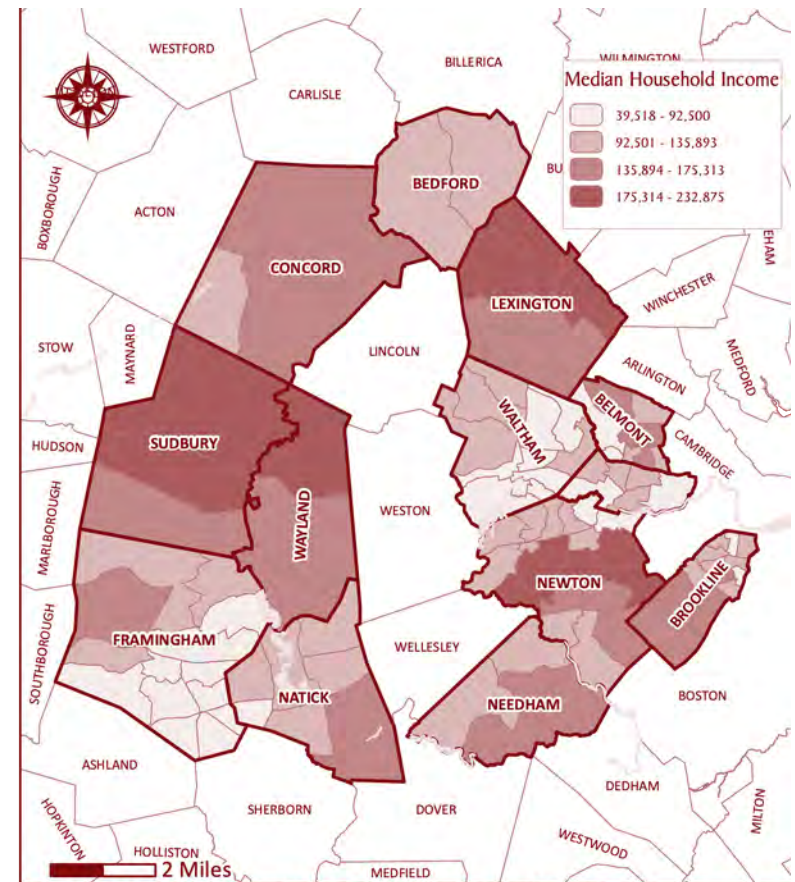 WESTFORD
BILLERICA
WILMINGTON
CARLISLE
Median Household Income
39,518 - 92,500
92,501 - 135,893
135,894 - 175,313
175,314 - 232,875
BEDFORD
BU
BOXBOROUGH
ACTON
EHAM
CONCORD
WINCHESTER
LEXINGTON
STOW
MAYNARD
LINCOLN
ARLINGTON
MEDFORD
BELMONT
WALTHAM
CAMBRIDGE
HUDSON
SUDBURY
MARLBOROUGH
WESTON
WAYLAND
NEWTON
BROOKLINE
SOUTHBOROUGH
FRAMINGHAM
WELLESLEY
NATICK
NEEDHAM
BOSTON
ASHLAND
DEDHAM
SHERBORN
DOVER
MILTON
HOPKINTON
HOLLISTON
WESTWOOD
2 Miles
MEDFIELD